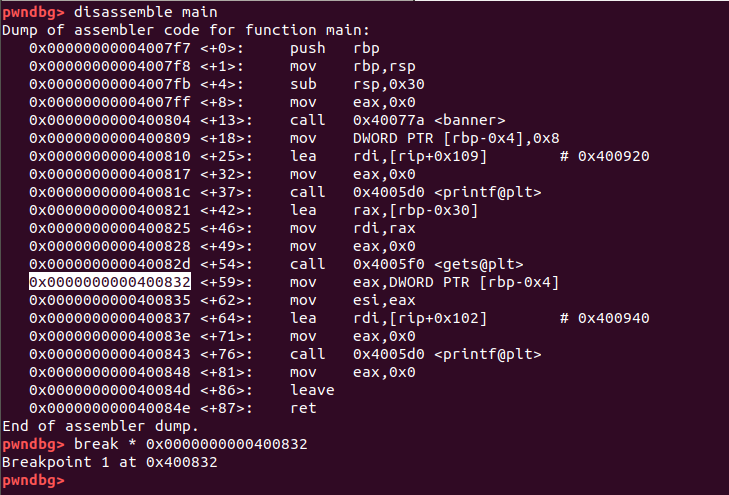 pwndbg> disassemble main
Dump of assembler code for function main:
   0x00000000004007f7 <+0>:     push   rbp
   0x00000000004007f8 <+1>:     mov    rbp,rsp
   0x00000000004007fb <+4>:     sub    rsp,0x30
   0x00000000004007ff <+8>:     mov    eax,0x0
   0x0000000000400804 <+13>:    call   0x40077a <banner>
   0x0000000000400809 <+18>:    mov    DWORD PTR [rbp-0x4],0x8
   0x0000000000400810 <+25>:    lea    rdi,[rip+0x109]        # 0x400920
   0x0000000000400817 <+32>:    mov    eax,0x0
   0x000000000040081c <+37>:    call   0x4005d0 <printf@plt>
   0x0000000000400821 <+42>:    lea    rax,[rbp-0x30]
   0x0000000000400825 <+46>:    mov    rdi,rax
   0x0000000000400828 <+49>:    mov    eax,0x0
   0x000000000040082d <+54>:    call   0x4005f0 <gets@plt>
   0x0000000000400832 <+59>:    mov    eax,DWORD PTR [rbp-0x4]
   0x0000000000400835 <+62>:    mov    esi,eax
   0x0000000000400837 <+64>:    lea    rdi,[rip+0x102]        # 0x400940
   0x000000000040083e <+71>:    mov    eax,0x0
   0x0000000000400843 <+76>:    call   0x4005d0 <printf@plt>
   0x0000000000400848 <+81>:    mov    eax,0x0
   0x000000000040084d <+86>:    leave
   0x000000000040084e <+87>:    ret
End of assembler dump.
pwndbg> break * 0x0000000000400832
Breakpoint 1 at 0x400832
pwndbg>